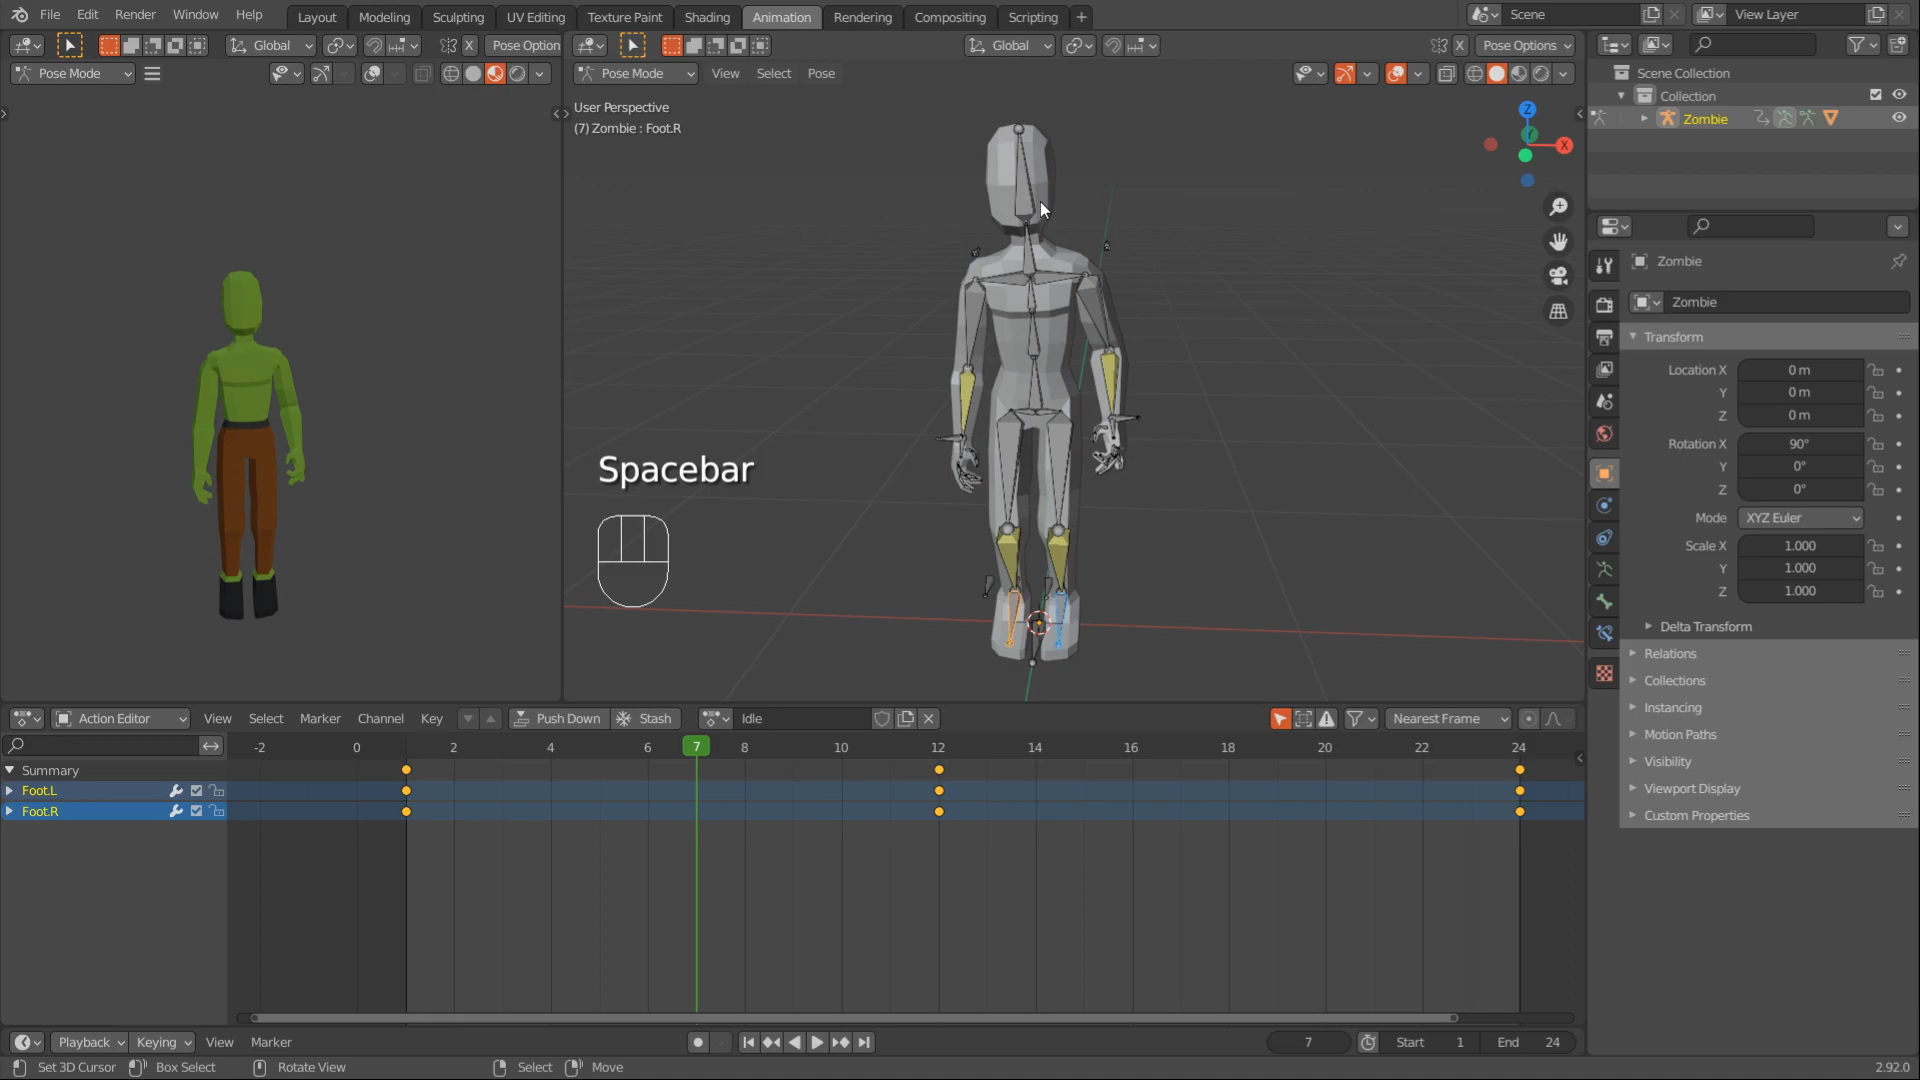 File Edit Render Window Help Layout Modeling Sculpting UV Editing Texture Paint Shading Animation Rendering Compositing Scripting + Scene View Layer
Global X Pose Option Global X Pose Options
Pose Mode Pose Mode View Select Pose
User Perspective
(7) Zombie : Foot.R
Z
X
Spacebar
Scene Collection
Collection
Zombie
Zombie
Zombie
Transform
Location X 0 m
Y 0 m
Z 0 m
Rotation X 90°
Y 0°
Z 0°
Mode XYZ Euler
Scale X 1.000
Y 1.000
Z 1.000
Delta Transform
Relations
Collections
Instancing
Motion Paths
Visibility
Viewport Display
Custom Properties
Action Editor View Select Marker Channel Key Push Down Stash Idle Nearest Frame
-2 0 2 4 6 7 8 10 12 14 16 18 20 22 24
Summary
Foot.L
Foot.R
Playback Keying View Marker 7 Start 1 End 24
Set 3D Cursor Box Select Rotate View Select Move 2.92.0